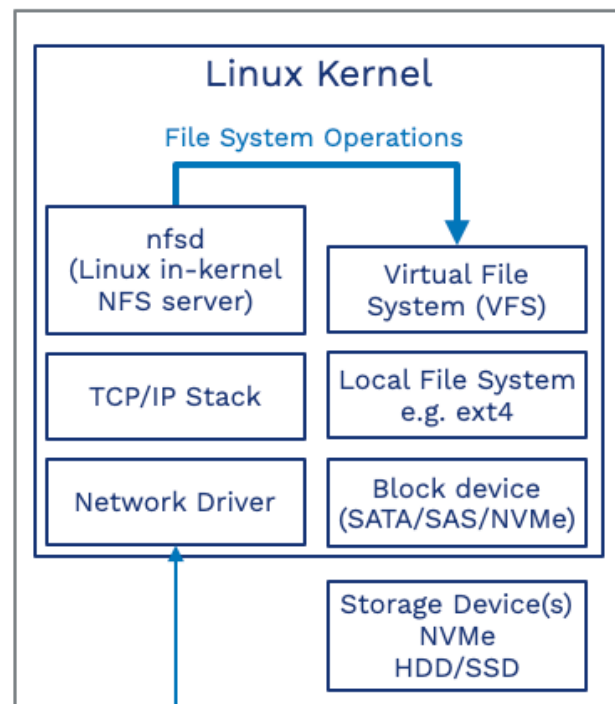 Linux Kernel
File System Operations
nfsd
(Linux in-kernel
NFS server)
Virtual File
System (VFS)
TCP/IP Stack
Local File System
e.g. ext4
Network Driver
Block device
(SATA/SAS/NVMe)
Storage Device(s)
NVMe
HDD/SSD